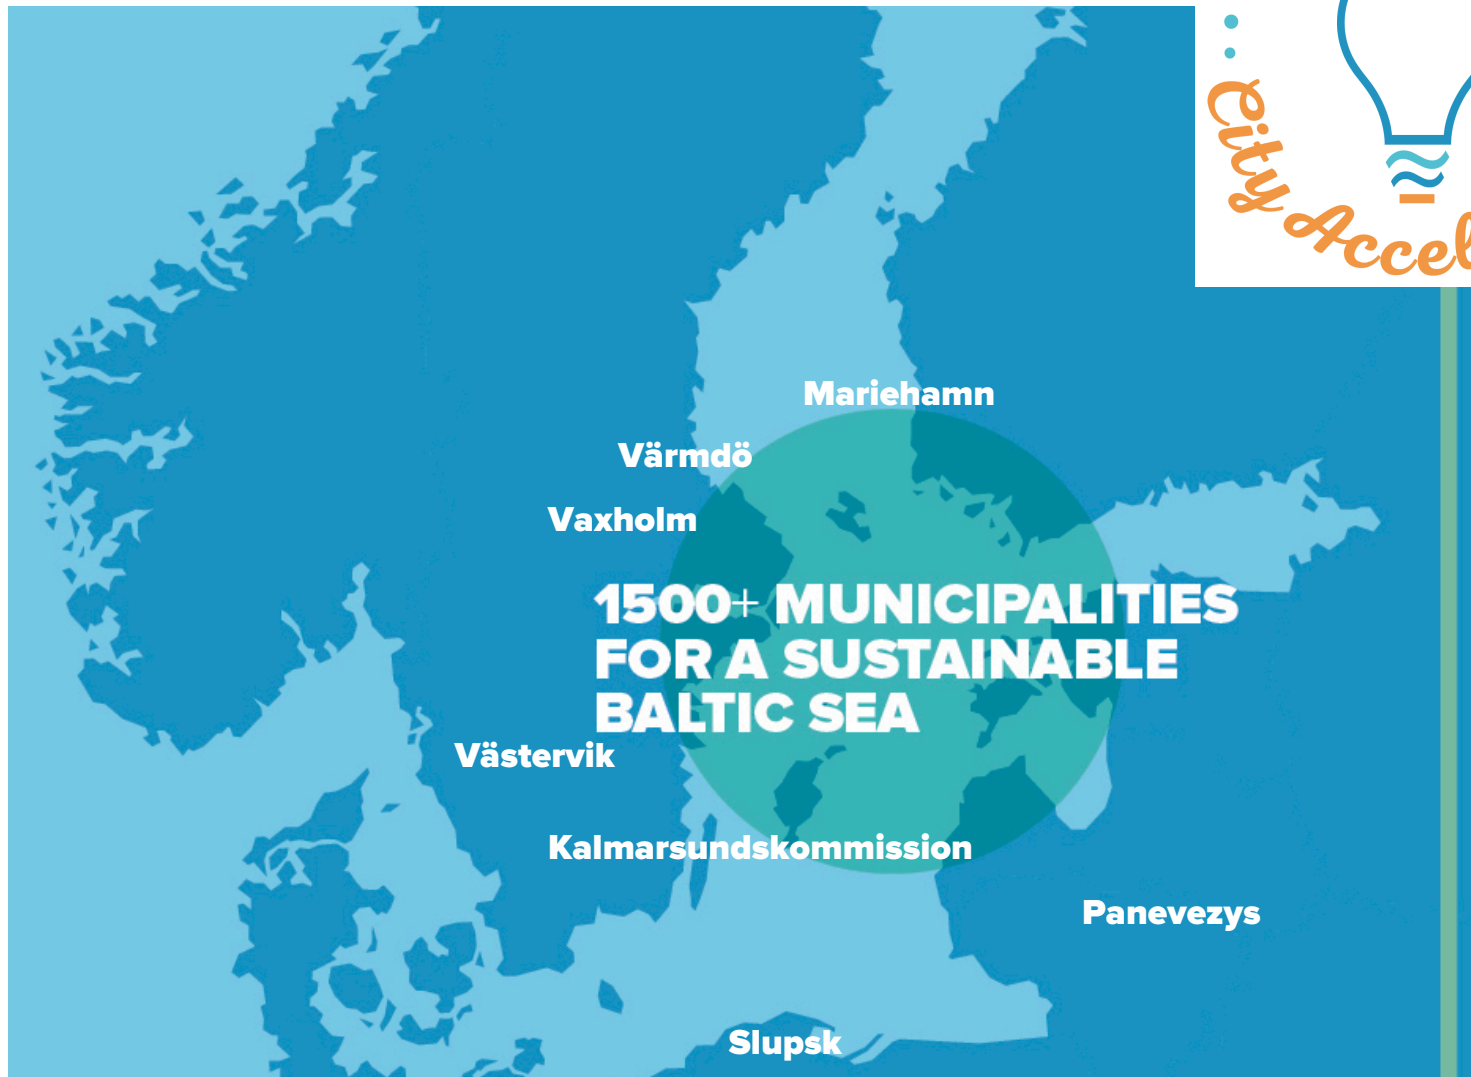 City Accel
Mariehamn
Värmdö
Vaxholm
1500+ MUNICIPALITIES
FOR A SUSTAINABLE
BALTIC SEA
Västervik
Kalmarsundskommission
Panevezys
Slupsk